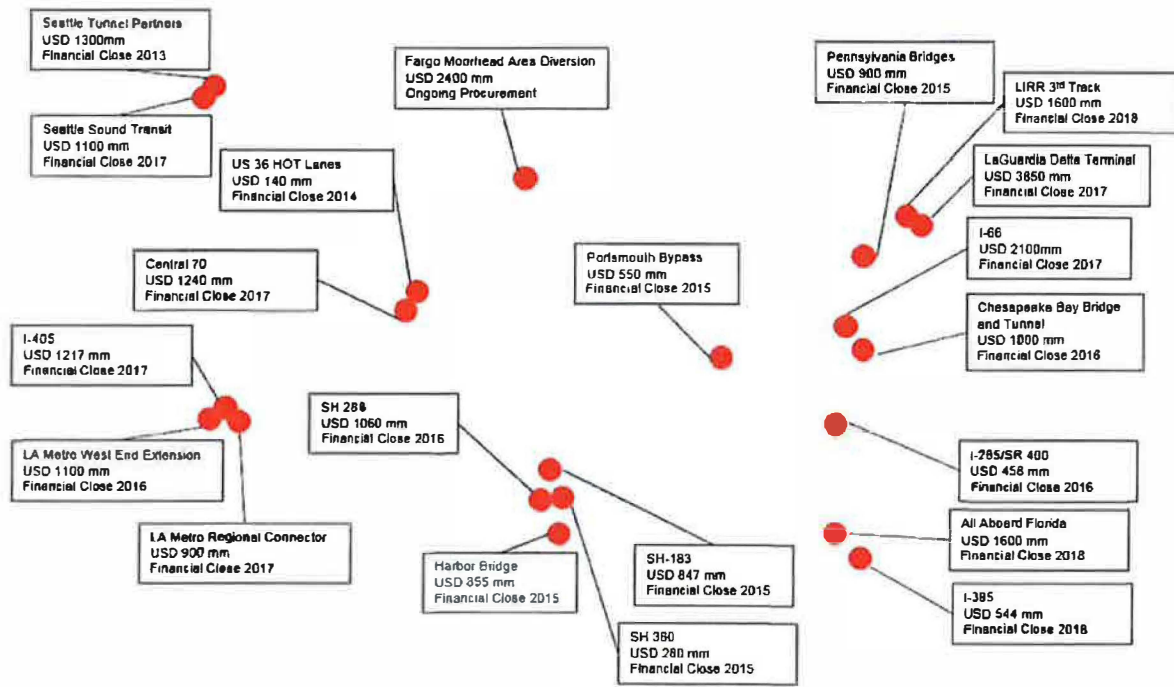 Seattle Tunnel Partners
USD 1300mm
Financial Close 2013
Seattle Sound Transit
USD 1100 mm
Financial Close 2017
Fargo Moorhead Area Diversion
USD 2400 mm
Ongoing Procurement
US 36 HOT Lanes
USD 140 mm
Financial Close 2014
Central 70
USD 1240 mm
Financial Close 2017
I-405
USD 1217 mm
Financial Close 2017
LA Metro West End Extension
USD 1100 mm
Financial Close 2016
LA Metro Regional Connector
USD 900 mm
Financial Close 2017
SH 288
USD 1060 mm
Financial Close 2016
Harbor Bridge
USD 855 mm
Financial Close 2015
Portsmouth Bypass
USD 550 mm
Financial Close 2015
SH-183
USD 847 mm
Financial Close 2015
SH 360
USD 280 mm
Financial Close 2015
Pennsylvania Bridges
USD 900 mm
Financial Close 2015
LIRR 3rd Track
USD 1600 mm
Financial Close 2018
LaGuardia Delta Terminal
USD 3850 mm
Financial Close 2017
I-66
USD 2100mm
Financial Close 2017
Chesapeake Bay Bridge
and Tunnel
USD 1000 mm
Financial Close 2016
I-285/SR 400
USD 458 mm
Financial Close 2016
All Aboard Florida
USD 1600 mm
Financial Close 2018
I-395
USD 544 mm
Financial Close 2018